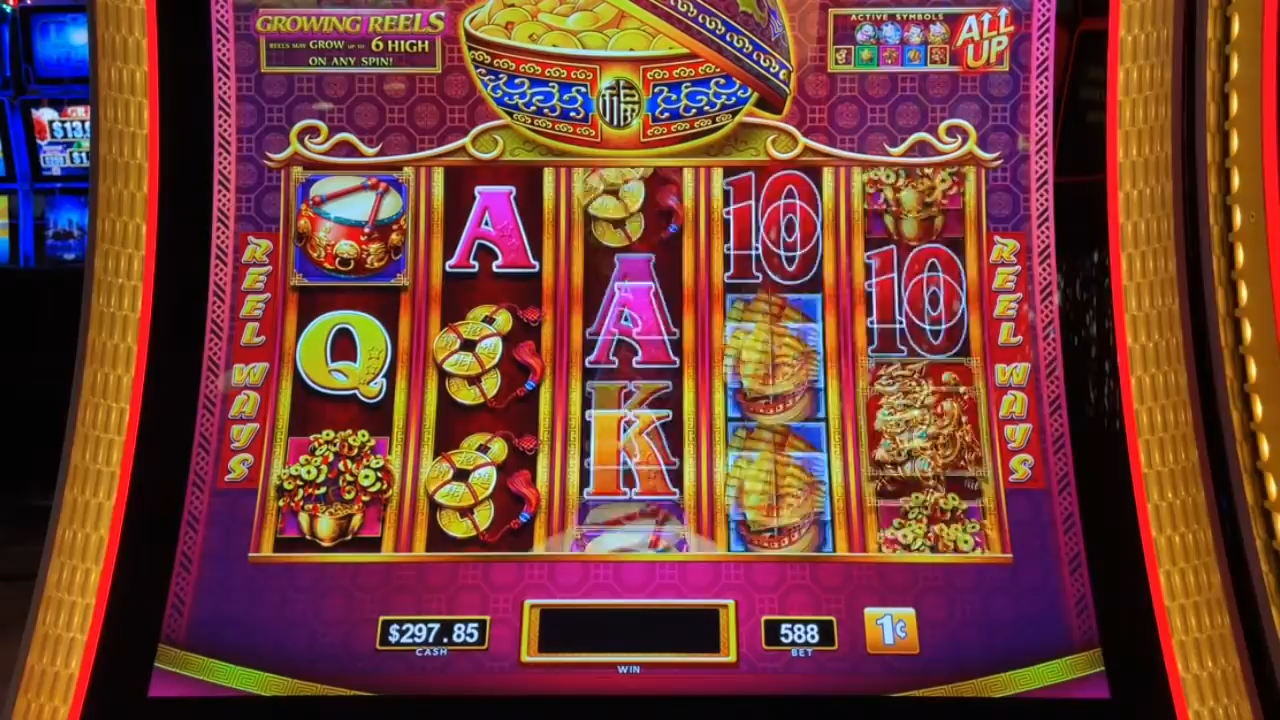 GROWING REELS
REELS MAY GROW UP TO 6 HIGH
ON ANY SPIN!
ACTIVE SYMBOLS
ALL
UP
$13.
REEL WAYS
REEL WAYS
A
10
A
10
Q
K
K
$297.85
588
1¢
CASH
BET
WIN